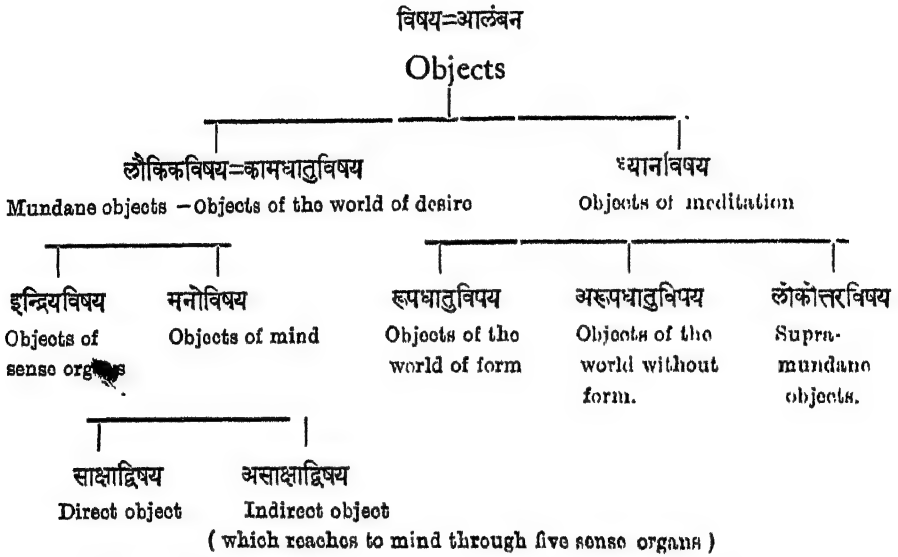 विषय=आलंबन
Objects
लौकिकविषय=कामधातुविषय
ध्यानविषय
Mundane objects – Objects of the world of desire
Objects of meditation
इन्द्रियविषय
मनोविषय
रूपधातुविषय
अरूपधातुविषय
लोकोत्तरविषय
Objects of
Objects of mind
Objects of the
Objects of the
Supra-
sense organs
world of form
world without
mundane
form.
objects.
साक्षाद्विषय
असाक्षाद्विषय
Direct object
Indirect object
( which reaches to mind through five sense organs )